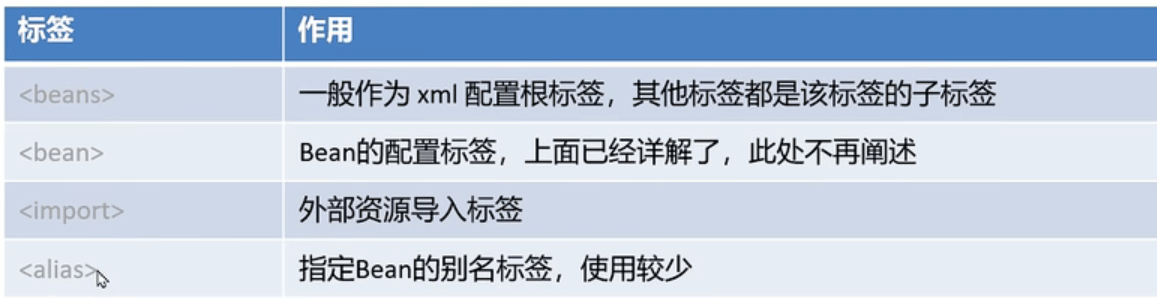 标签 作用
<beans> 一般作为 xml 配置根标签，其他标签都是该标签的子标签
<bean> Bean的配置标签，上面已经详解了，此处不再阐述
<import> 外部资源导入标签
<alias> 指定Bean的别名标签，使用较少